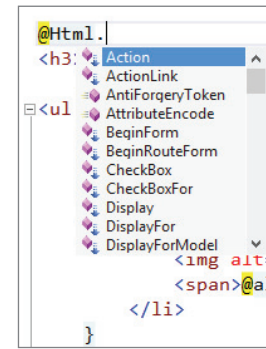 @Html.
<h3
Action
ActionLink
AntiForgeryToken
<ul
AttributeEncode
BeginForm
BeginRouteForm
CheckBox
CheckBoxFor
Display
DisplayFor
DisplayForModel
<img alt
<span>@a
</li>
}